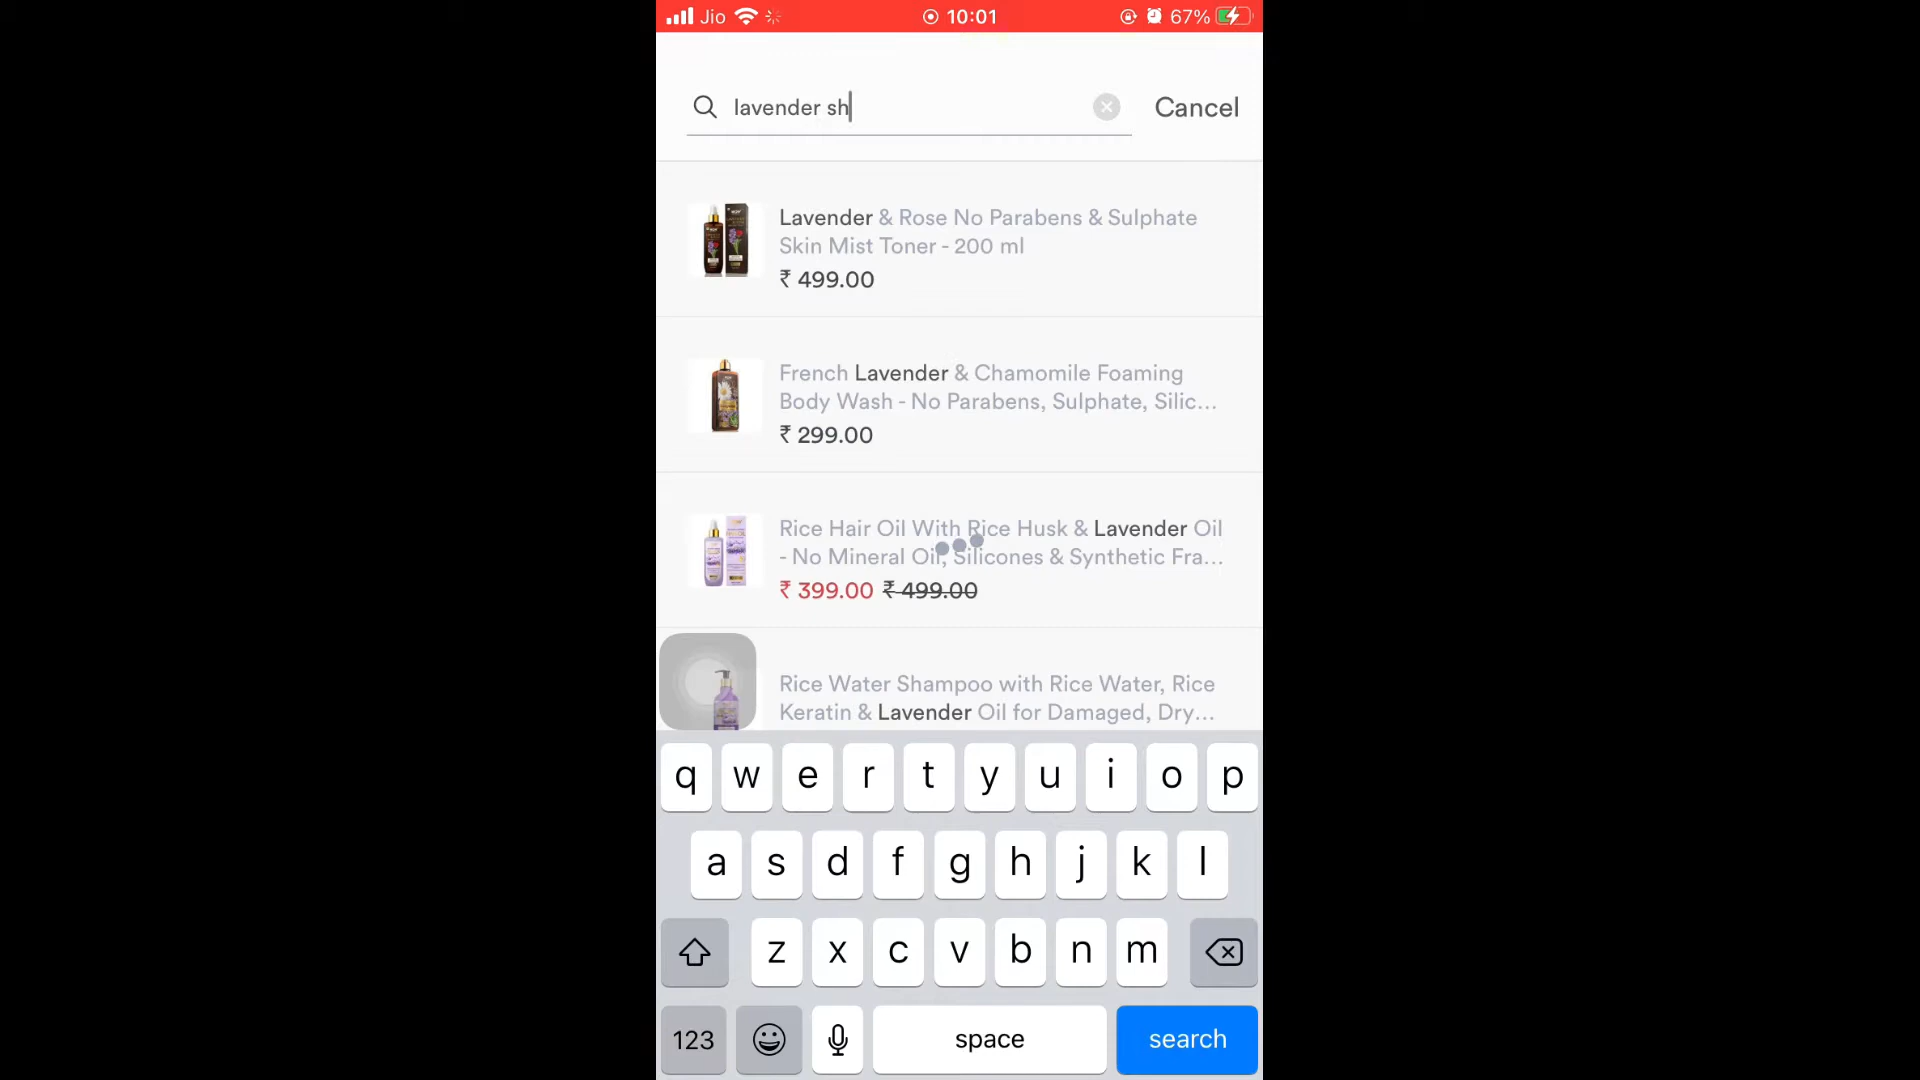 Jio 10:01 67%
lavender sh Cancel
Lavender & Rose No Parabens & Sulphate
Skin Mist Toner - 200 ml
₹ 499.00
French Lavender & Chamomile Foaming
Body Wash - No Parabens, Sulphate, Silic...
₹ 299.00
Rice Hair Oil With Rice Husk & Lavender Oil
- No Mineral Oil, Silicones & Synthetic Fra...
₹ 399.00 ₹ 499.00
Rice Water Shampoo with Rice Water, Rice
Keratin & Lavender Oil for Damaged, Dry...
q w e r t y u i o p
a s d f g h j k l
z x c v b n m
123 space search